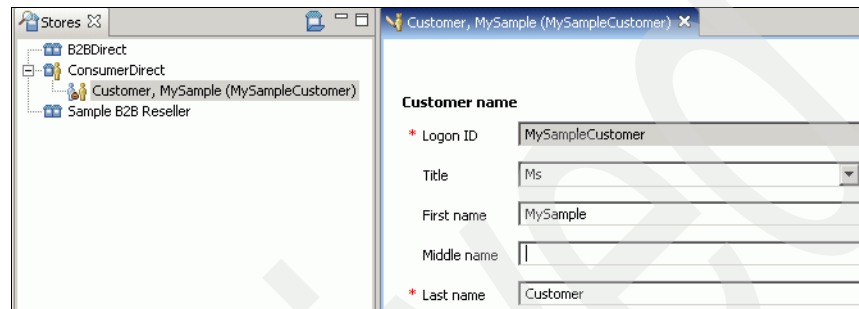 Stores
B2BDirect
ConsumerDirect
Customer, MySample (MySampleCustomer)
Sample B2B Reseller
Customer, MySample (MySampleCustomer)
Customer name
* Logon ID MySampleCustomer
Title Ms
First name MySample
Middle name
* Last name Customer